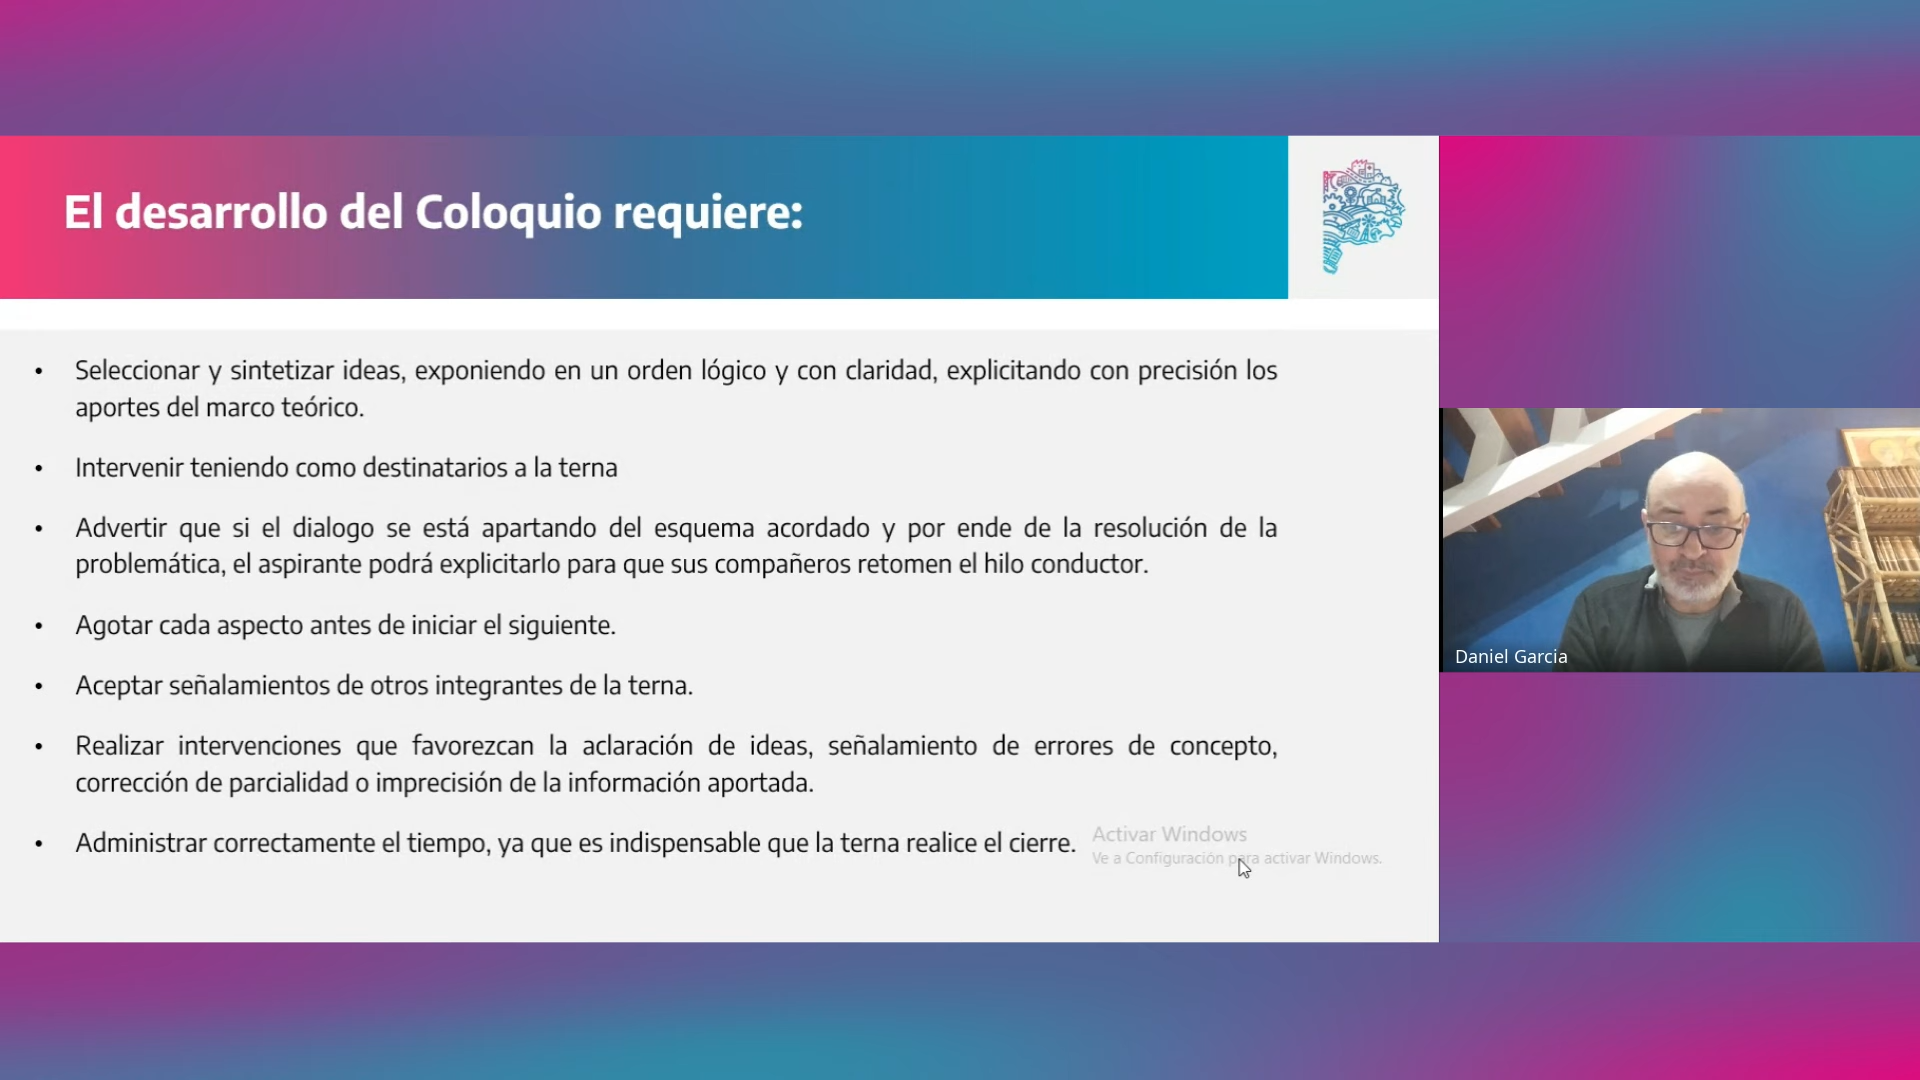 El desarrollo del Coloquio requiere:
• Seleccionar y sintetizar ideas, exponiendo en un orden lógico y con claridad, explicitando con precisión los
aportes del marco teórico.
• Intervenir teniendo como destinatarios a la terna
• Advertir que si el dialogo se está apartando del esquema acordado y por ende de la resolución de la
problemática, el aspirante podrá explicitarlo para que sus compañeros retomen el hilo conductor.
• Agotar cada aspecto antes de iniciar el siguiente.
• Aceptar señalamientos de otros integrantes de la terna.
• Realizar intervenciones que favorezcan la aclaración de ideas, señalamiento de errores de concepto,
corrección de parcialidad o imprecisión de la información aportada.
• Administrar correctamente el tiempo, ya que es indispensable que la terna realice el cierre.
Activar Windows
Ve a Configuración para activar Windows.
Daniel Garcia